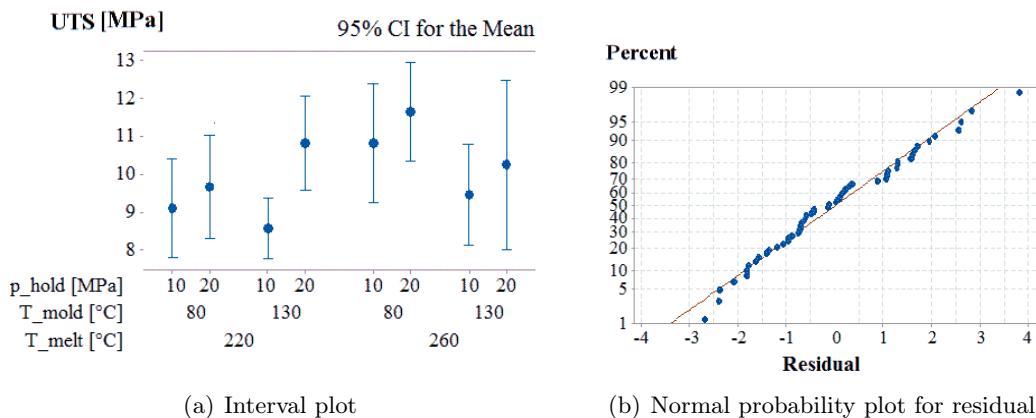 UTS [MPa]
95% CI for the Mean
13
12
11
10
9
8
p_hold [MPa] 10 20 10 20 10 20 10 20
T_mold [°C] 80 130 80 130
T_melt [°C] 220 260
(a) Interval plot
Percent
99
95
90
80
70
60
50
40
30
20
10
5
1
-4 -3 -2 -1 0 1 2 3 4
Residual
(b) Normal probability plot for residual